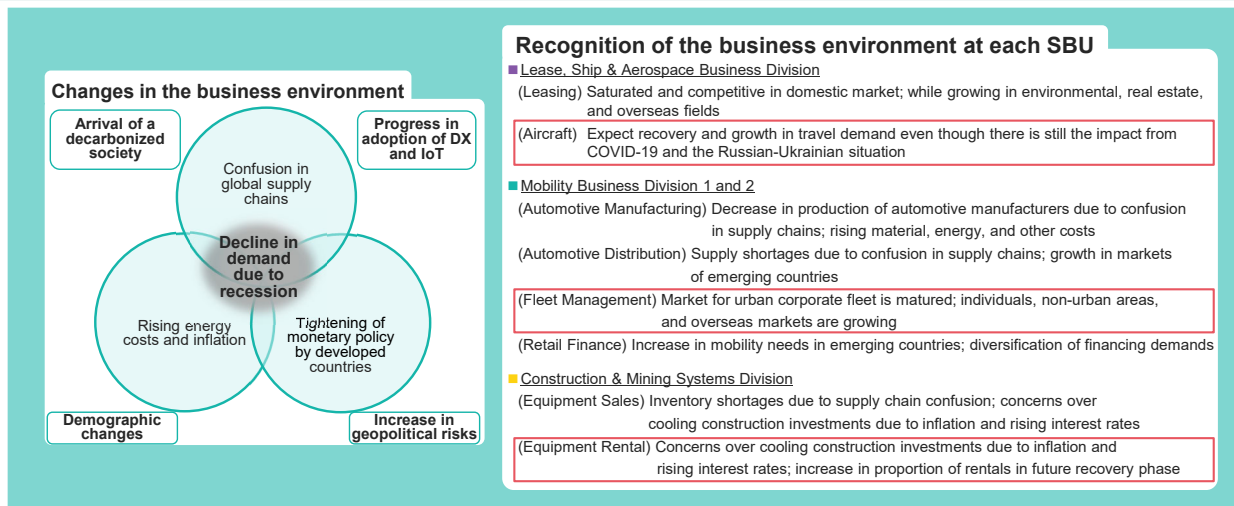 Changes in the business environment
Arrival of a
decarbonized
society
Progress in
adoption of DX
and IoT
Confusion in
global supply
chains
Decline in
demand
due to
recession
Rising energy
costs and inflation
Tightening of
monetary policy
by developed
countries
Demographic
changes
Increase in
geopolitical risks
Recognition of the business environment at each SBU
Lease, Ship & Aerospace Business Division
(Leasing) Saturated and competitive in domestic market; while growing in environmental, real estate,
and overseas fields
(Aircraft) Expect recovery and growth in travel demand even though there is still the impact from
COVID-19 and the Russian-Ukrainian situation
Mobility Business Division 1 and 2
(Automotive Manufacturing) Decrease in production of automotive manufacturers due to confusion
in supply chains; rising material, energy, and other costs
(Automotive Distribution) Supply shortages due to confusion in supply chains; growth in markets
of emerging countries
(Fleet Management) Market for urban corporate fleet is matured; individuals, non-urban areas,
and overseas markets are growing
(Retail Finance) Increase in mobility needs in emerging countries; diversification of financing demands
Construction & Mining Systems Division
(Equipment Sales) Inventory shortages due to supply chain confusion; concerns over
cooling construction investments due to inflation and rising interest rates
(Equipment Rental) Concerns over cooling construction investments due to inflation and
rising interest rates; increase in proportion of rentals in future recovery phase